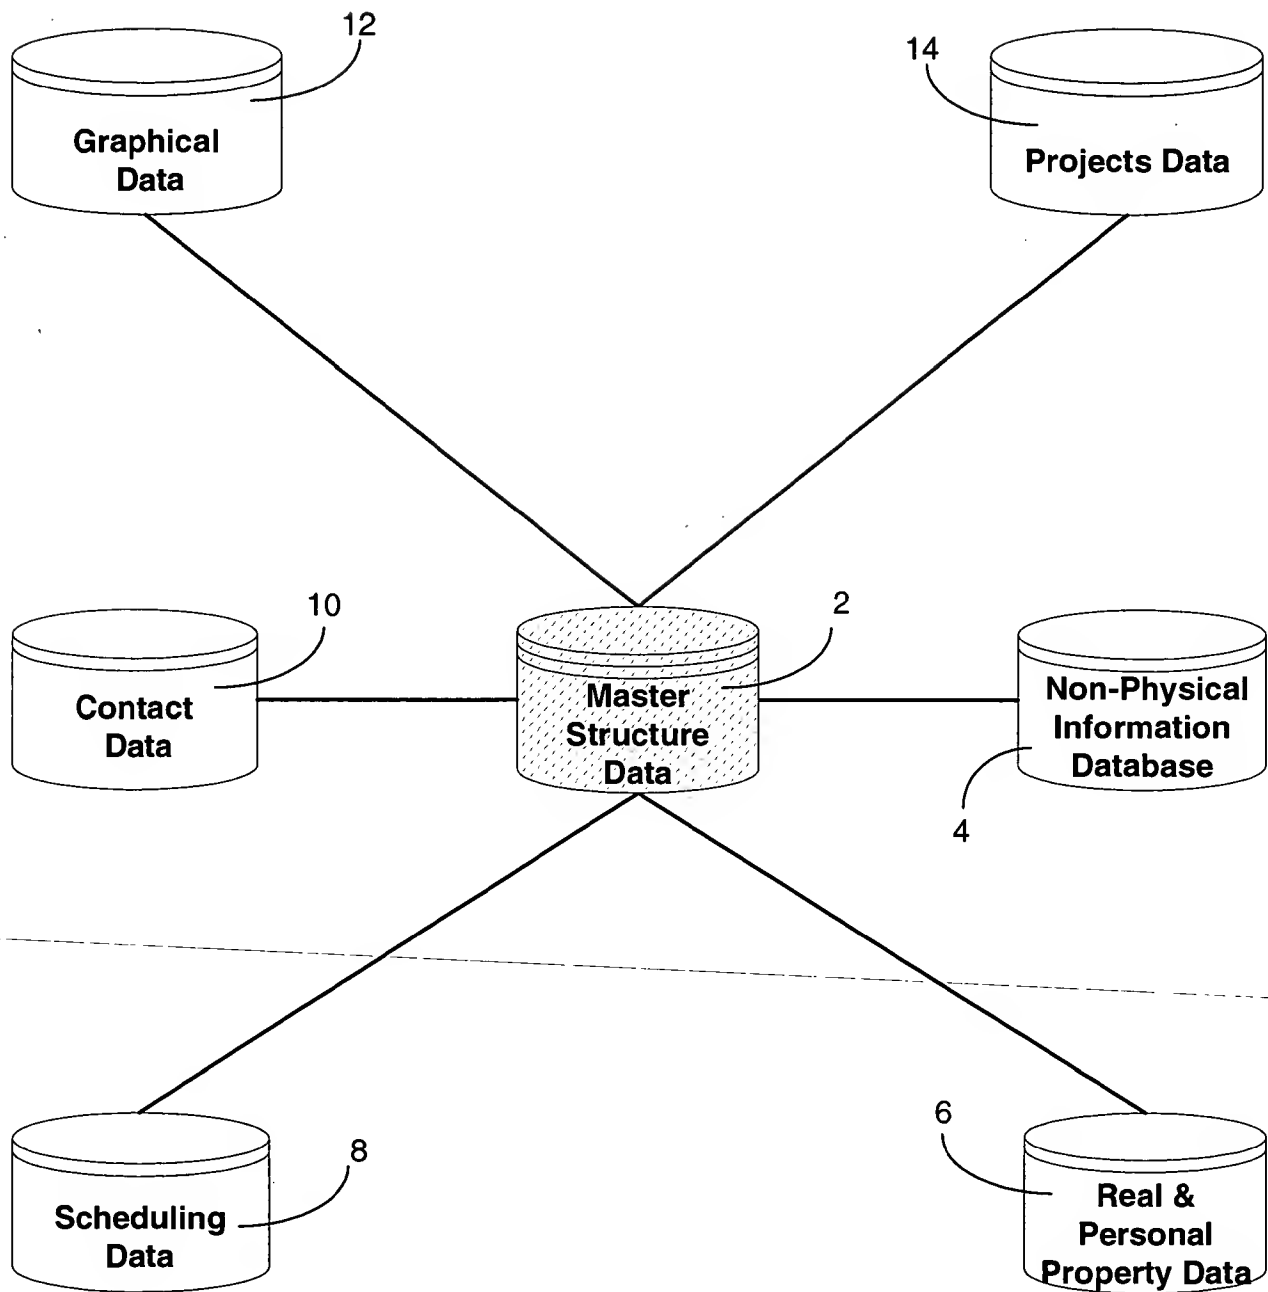 12
14
Graphical
Data
Projects Data
10
2
Contact
Data
Master
Structure
Data
Non-Physical
Information
Database
4
8
6
Scheduling
Data
Real &
Personal
Property Data